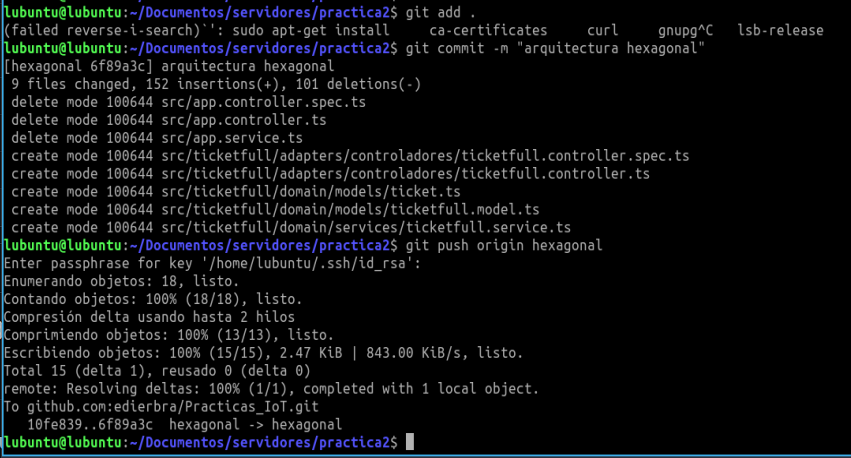 lubuntu@lubuntu:~/Documentos/servidores/practica2$ git add .
(failed reverse-i-search)`': sudo apt-get install     ca-certificates     curl     gnupg^C   lsb-release
lubuntu@lubuntu:~/Documentos/servidores/practica2$ git commit -m "arquitectura hexagonal"
[hexagonal 6f89a3c] arquitectura hexagonal
 9 files changed, 152 insertions(+), 101 deletions(-)
 delete mode 100644 src/app.controller.spec.ts
 delete mode 100644 src/app.controller.ts
 delete mode 100644 src/app.service.ts
 create mode 100644 src/ticketfull/adapters/controladores/ticketfull.controller.spec.ts
 create mode 100644 src/ticketfull/adapters/controladores/ticketfull.controller.ts
 create mode 100644 src/ticketfull/domain/models/ticket.ts
 create mode 100644 src/ticketfull/domain/models/ticketfull.model.ts
 create mode 100644 src/ticketfull/domain/services/ticketfull.service.ts
lubuntu@lubuntu:~/Documentos/servidores/practica2$ git push origin hexagonal
Enter passphrase for key '/home/lubuntu/.ssh/id_rsa':
Enumerando objetos: 18, listo.
Contando objetos: 100% (18/18), listo.
Compresión delta usando hasta 2 hilos
Comprimiendo objetos: 100% (13/13), listo.
Escribiendo objetos: 100% (15/15), 2.47 KiB | 843.00 KiB/s, listo.
Total 15 (delta 1), reusado 0 (delta 0)
remote: Resolving deltas: 100% (1/1), completed with 1 local object.
To github.com:edierbra/Practicas_IoT.git
   10fe839..6f89a3c  hexagonal -> hexagonal
lubuntu@lubuntu:~/Documentos/servidores/practica2$